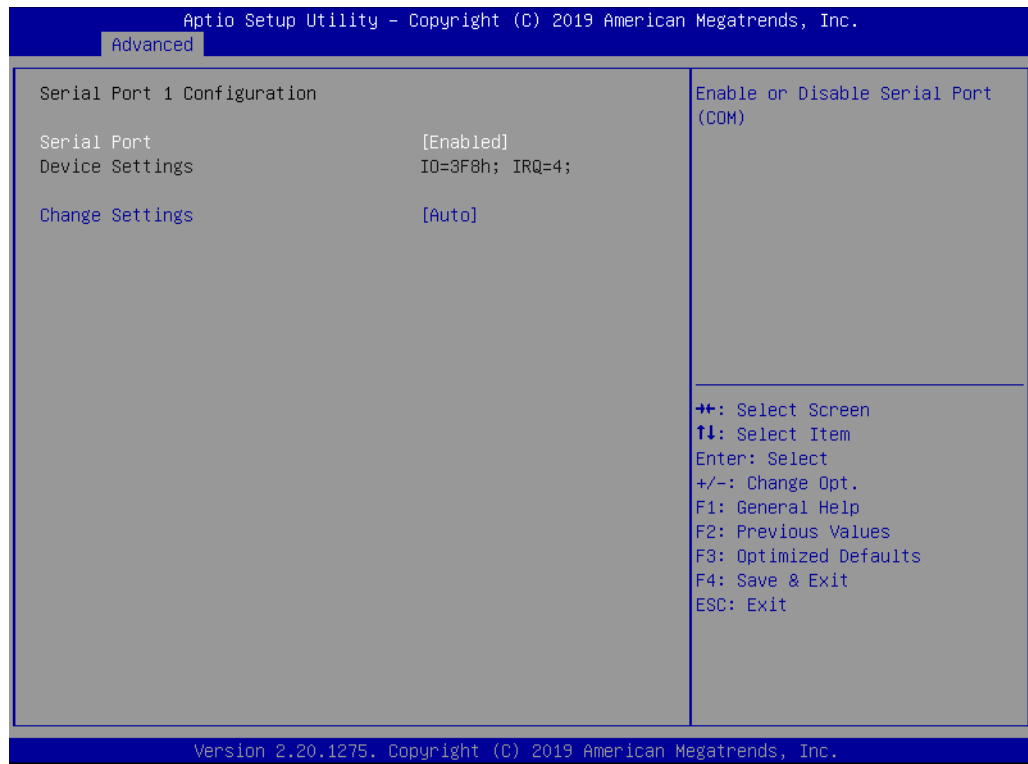 Aptio Setup Utility – Copyright (C) 2019 American Megatrends, Inc.
Advanced
Serial Port 1 Configuration
Serial Port [Enabled]
Device Settings IO=3F8h; IRQ=4;
Change Settings [Auto]
Enable or Disable Serial Port
(COM)
→←: Select Screen
↑↓: Select Item
Enter: Select
+/-: Change Opt.
F1: General Help
F2: Previous Values
F3: Optimized Defaults
F4: Save & Exit
ESC: Exit
Version 2.20.1275. Copyright (C) 2019 American Megatrends, Inc.